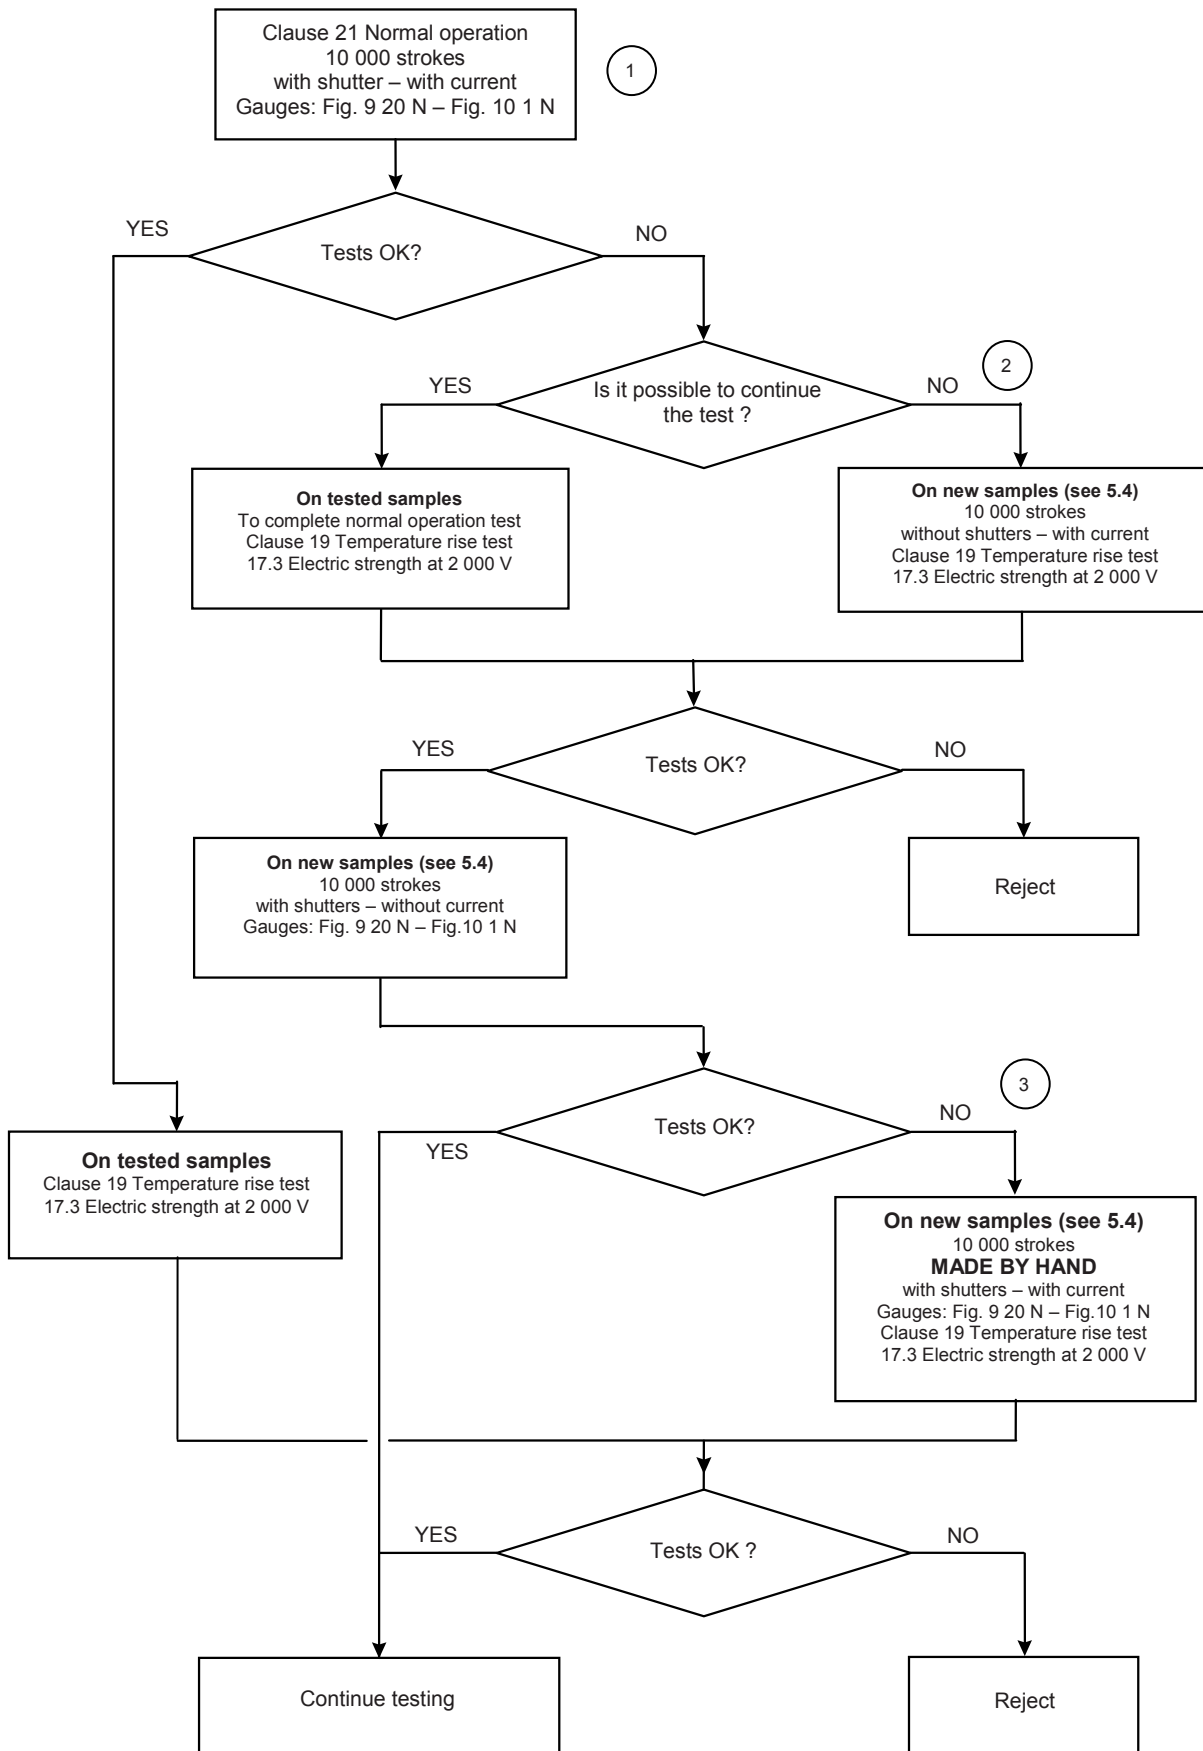 Clause 21 Normal operation
10 000 strokes
with shutter – with current
Gauges: Fig. 9 20 N – Fig. 10 1 N
1
YES
Tests OK?
NO
2
YES
Is it possible to continue
the test ?
NO
On tested samples
To complete normal operation test
Clause 19 Temperature rise test
17.3 Electric strength at 2 000 V
On new samples (see 5.4)
10 000 strokes
without shutters – with current
Clause 19 Temperature rise test
17.3 Electric strength at 2 000 V
YES
Tests OK?
NO
On new samples (see 5.4)
10 000 strokes
with shutters – without current
Gauges: Fig. 9 20 N – Fig.10 1 N
Reject
3
YES
Tests OK?
NO
On tested samples
Clause 19 Temperature rise test
17.3 Electric strength at 2 000 V
On new samples (see 5.4)
10 000 strokes
MADE BY HAND
with shutters – with current
Gauges: Fig. 9 20 N – Fig.10 1 N
Clause 19 Temperature rise test
17.3 Electric strength at 2 000 V
YES
Tests OK ?
NO
Continue testing
Reject